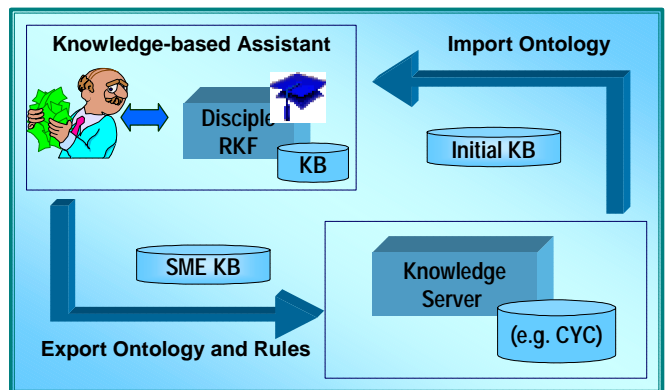 Knowledge-based Assistant
Import Ontology
Disciple
RKF
KB
Initial KB
SME KB
Knowledge
Server
(e.g. CYC)
Export Ontology and Rules